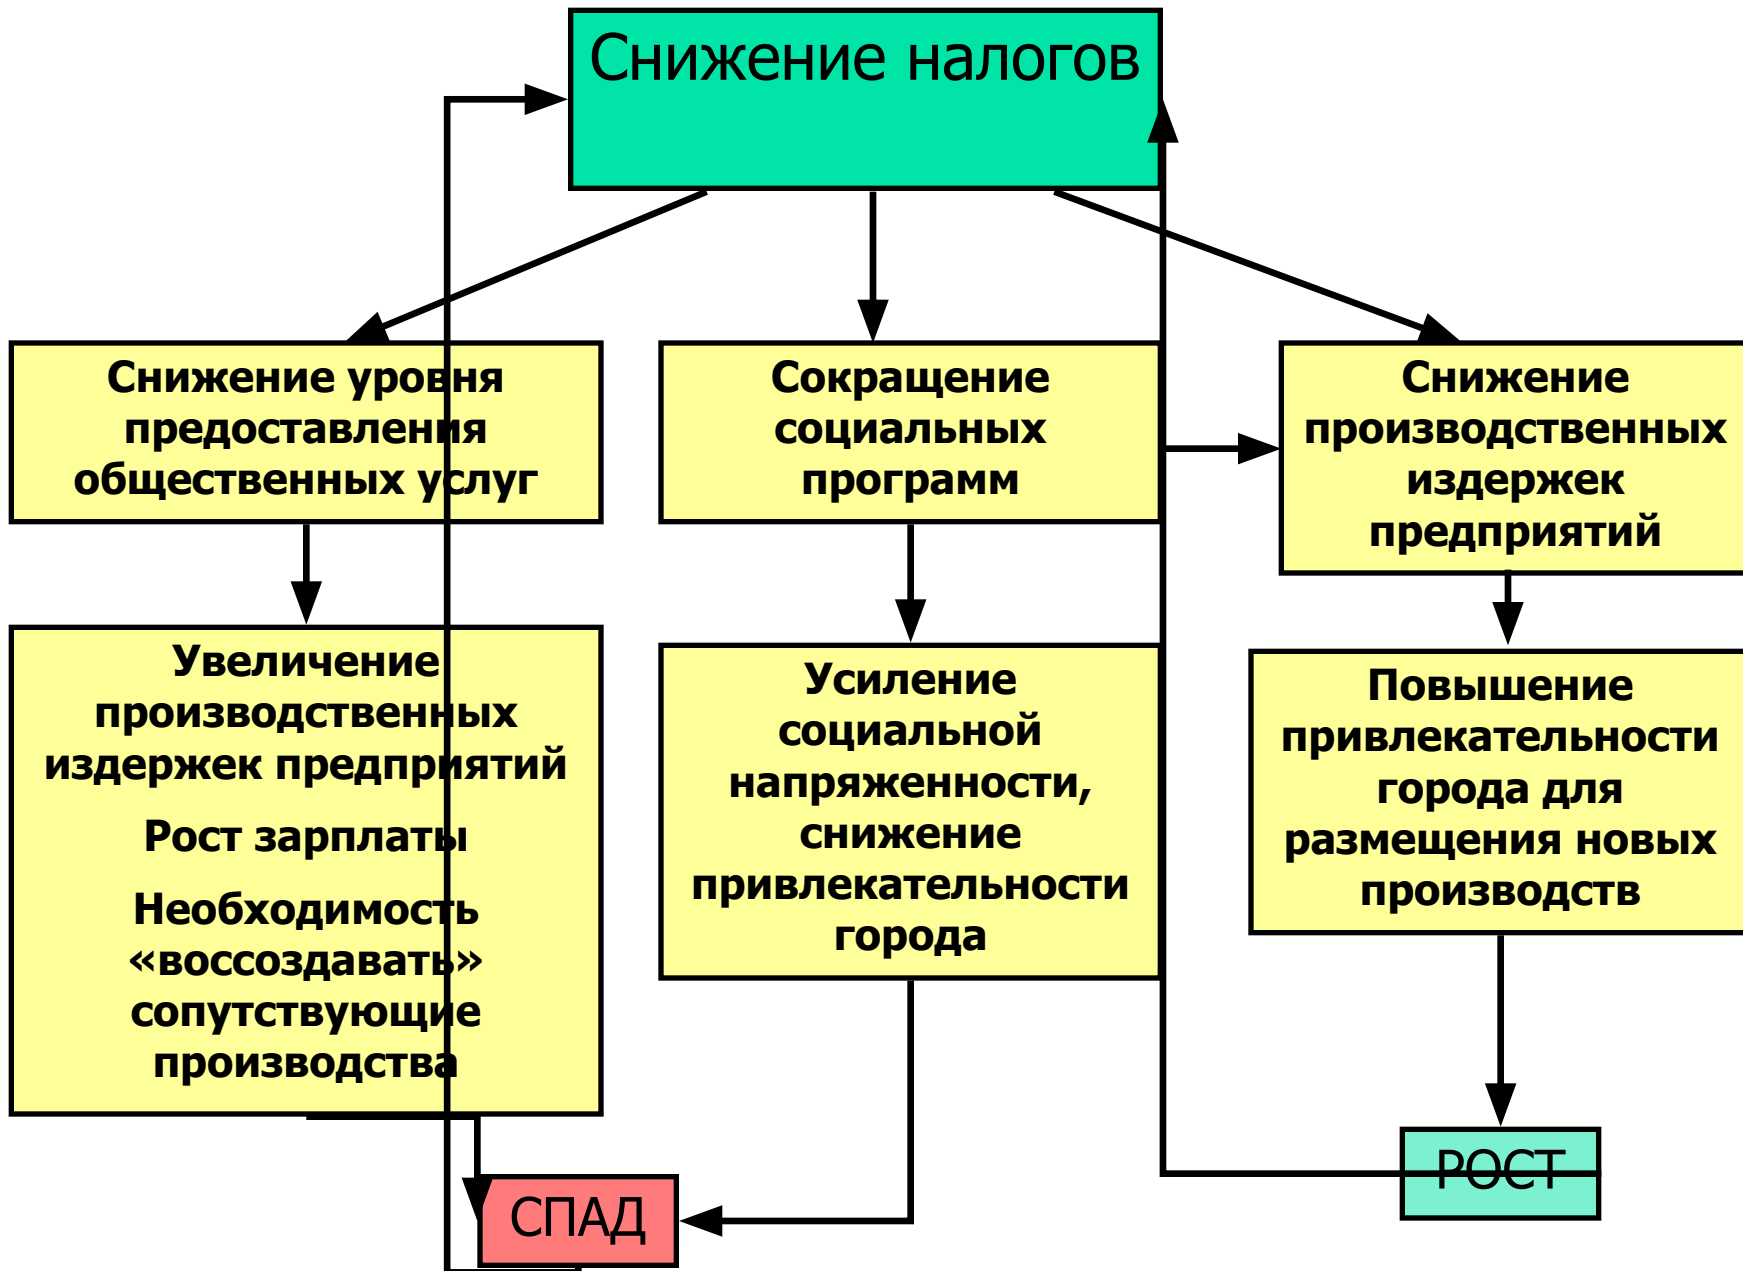 Снижение налогов
Снижение уровня
предоставления
общественных услуг
Сокращение
социальных
программ
Снижение
производственных
издержек
предприятий
Увеличение
производственных
издержек предприятий
Рост зарплаты
Необходимость
«воссоздавать»
сопутствующие
производства
Усиление
социальной
напряженности,
снижение
привлекательности
города
Повышение
привлекательности
города для
размещения новых
производств
СПАД
РОСТ